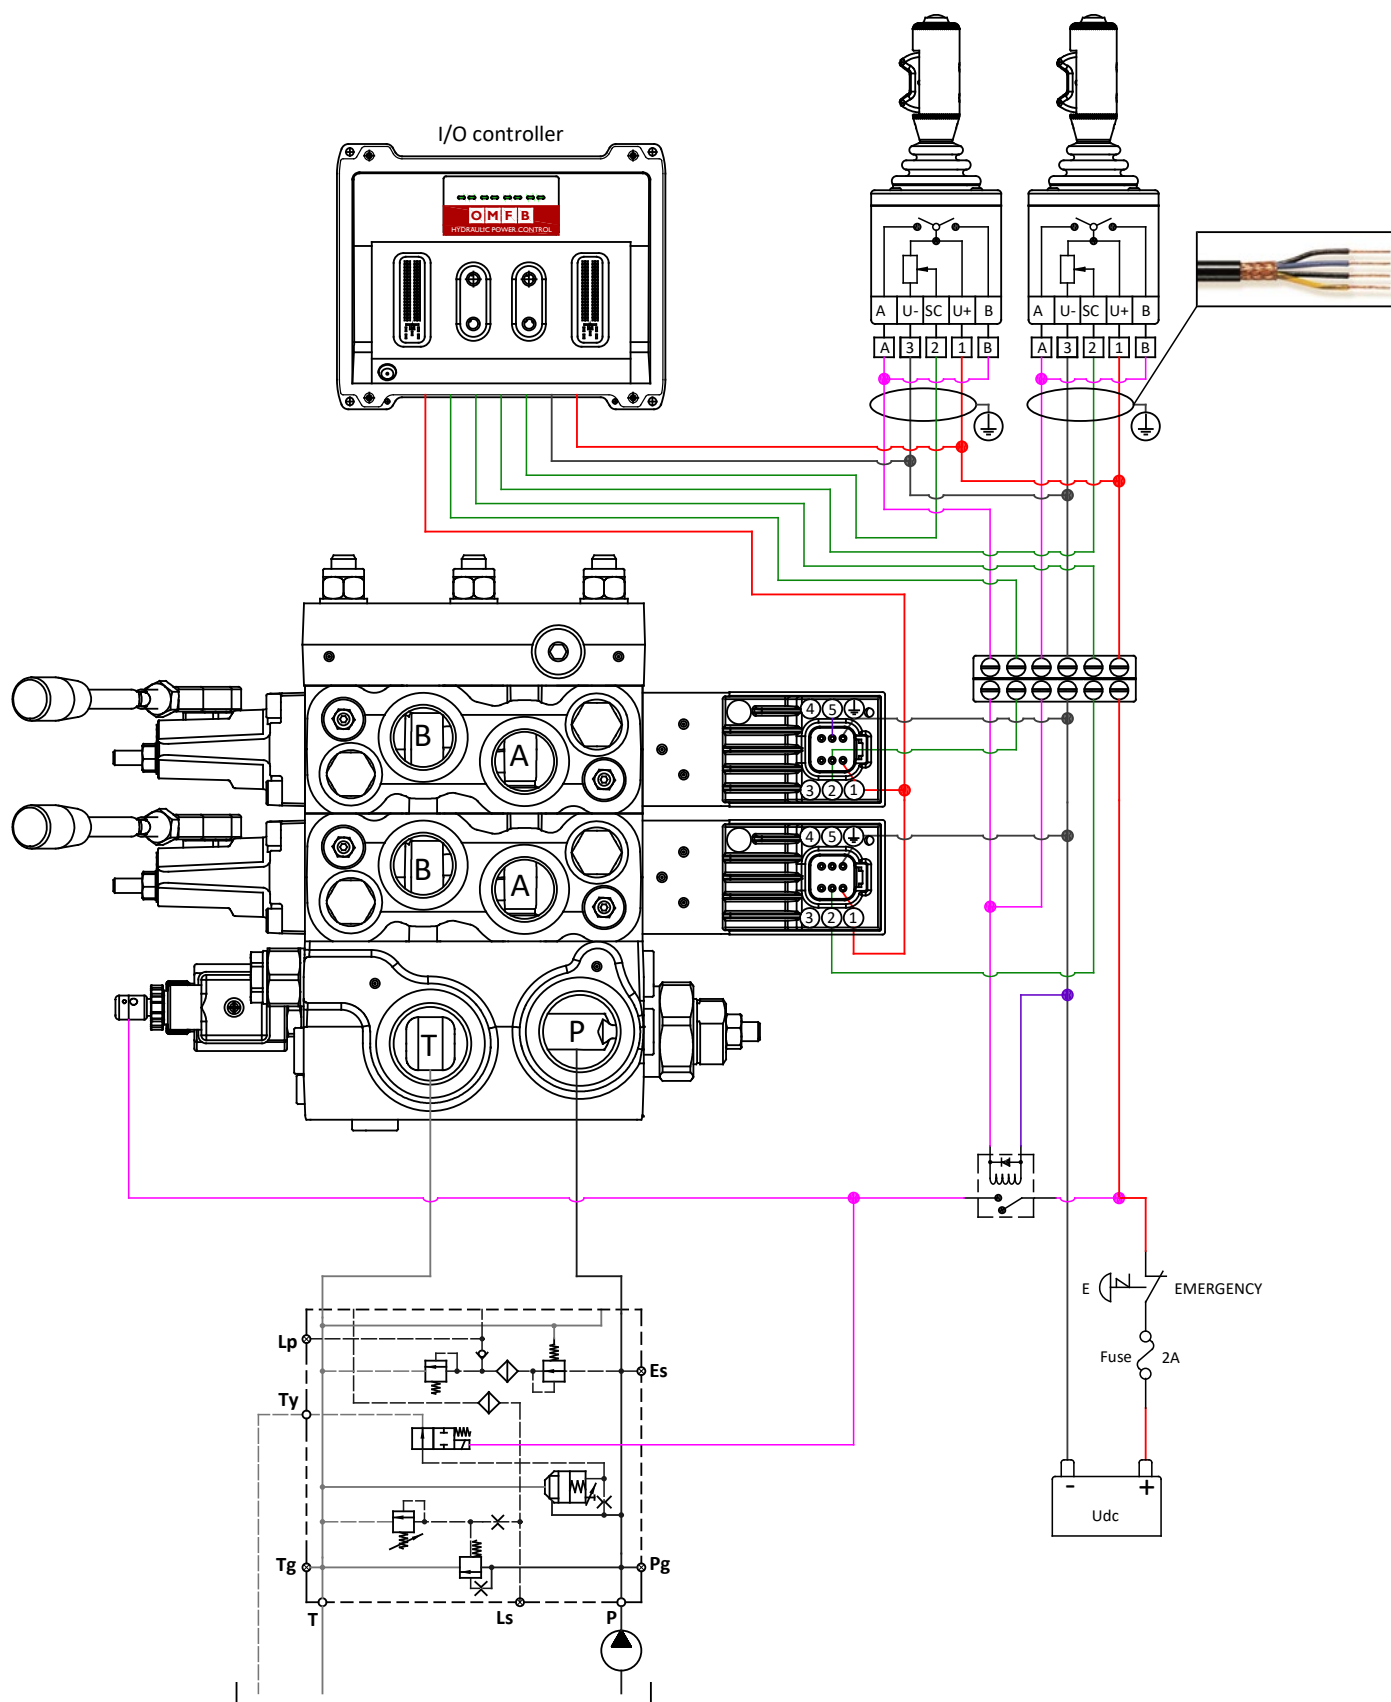 I/O controller
OMFB
HYDRAULIC POWER CONTROL
A U- SC U+ B
A U- SC U+ B
A 3 2 1 B
A 3 2 1 B
B
A
4 5
3 2 1
B
A
4 5
3 2 1
T
P
E
EMERGENCY
Fuse 2A
Lp
Es
Ty
- +
Udc
Tg
Pg
T
Ls
P